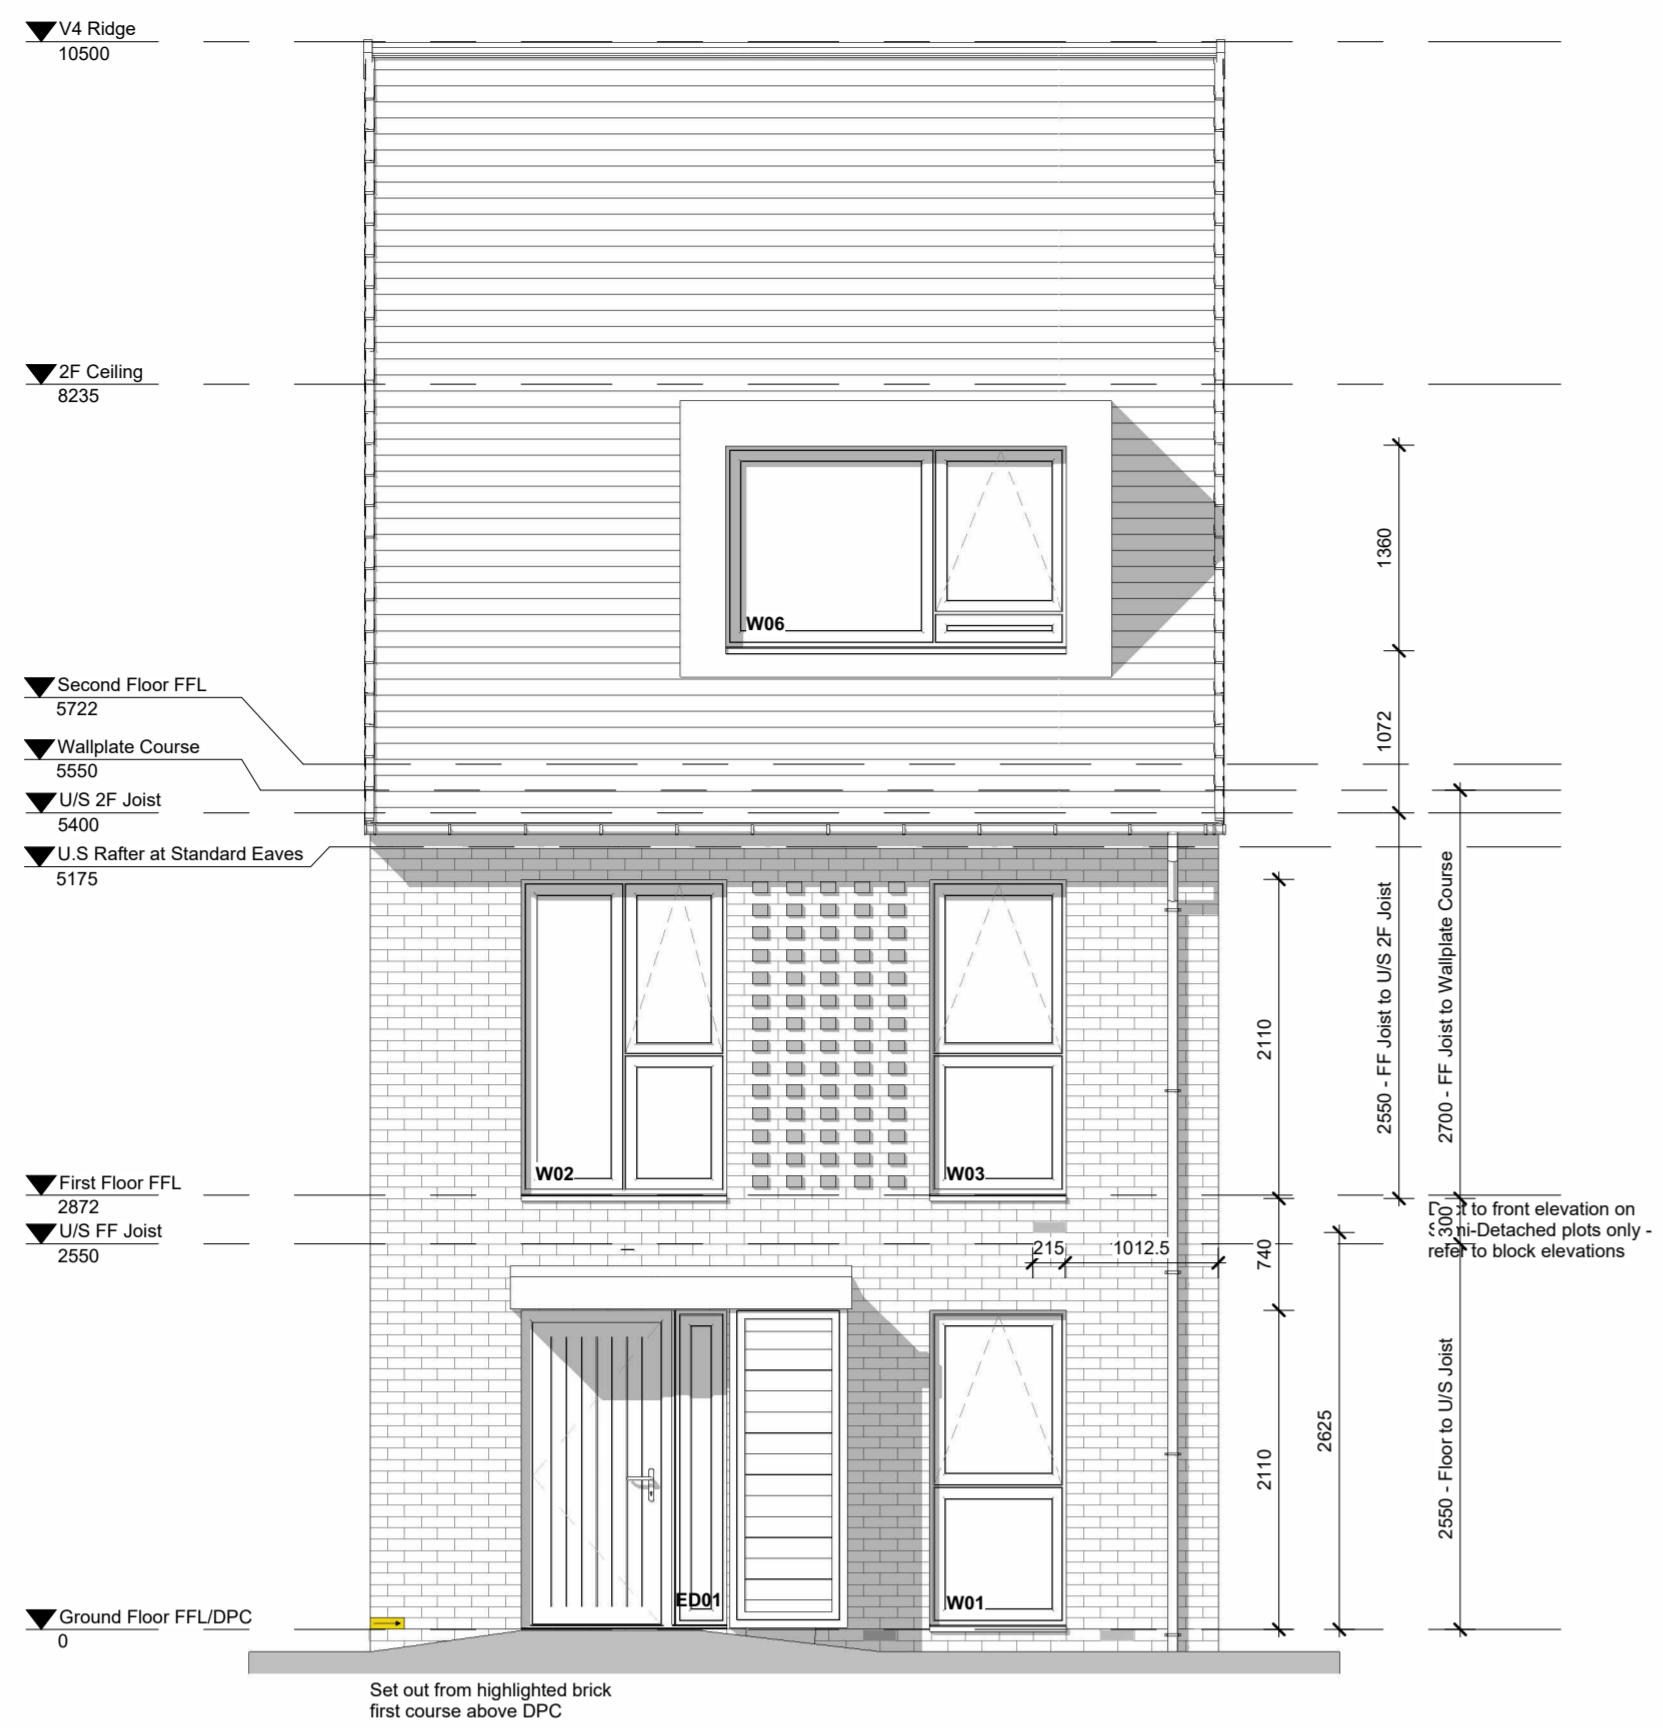 V4 Ridge
10500
2F Ceiling
8235
1360
W06
Second Floor FFL
5722
1072
Wallplate Course
5550
U/S 2F Joist
5400
U.S Rafter at Standard Eaves
5175
2110
2550 - FF Joist to U/S 2F Joist
2700 - FF Joist to Wallplate Course
W02
W03
First Floor FFL
2872
U/S FF Joist
2550
215
1012.5
740
300
to front elevation on
mi-Detached plots only -
refer to block elevations
2110
2625
2550 - Floor to U/S Joist
ED01
W01
Ground Floor FFL/DPC
0
Set out from highlighted brick
first course above DPC